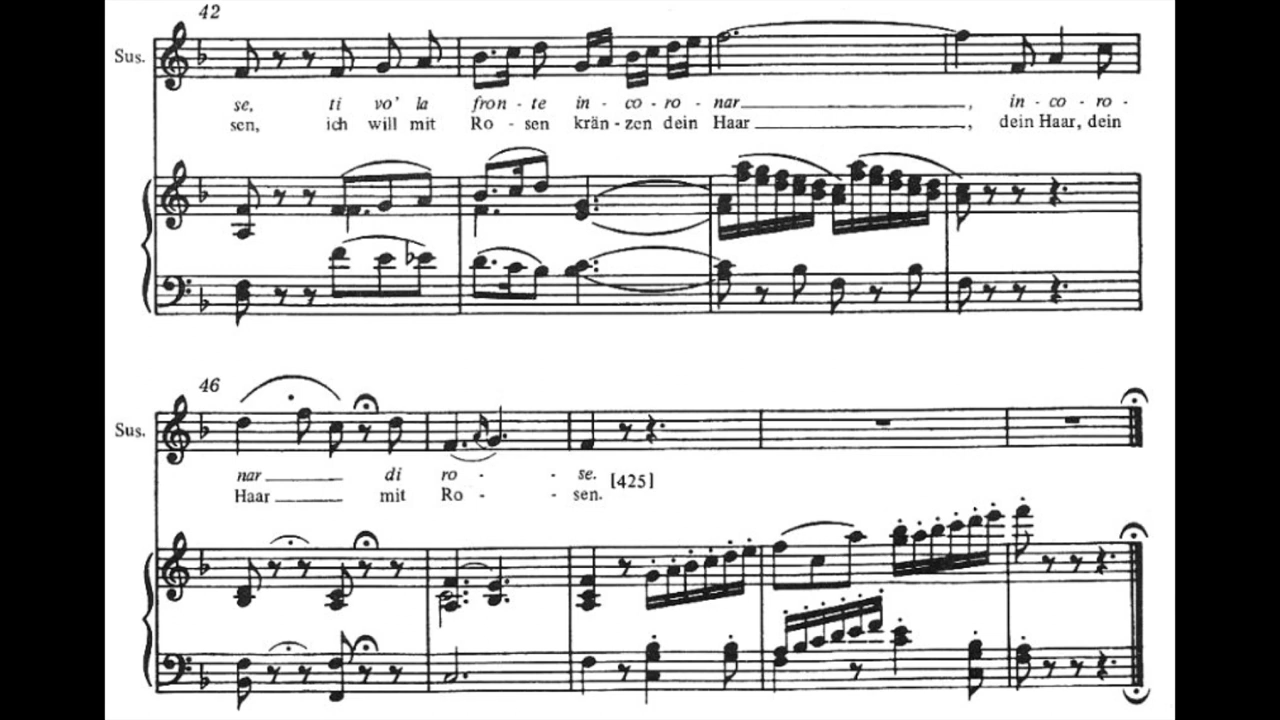 42
Sus.
se, ti vo' la fron - te in - co - ro - nar, in - co - ro -
sen, ich will mit Ro - sen krän - zen dein Haar, dein Haar, dein
46
Sus.
nar di ro - - se. [425]
Haar mit Ro - - sen.